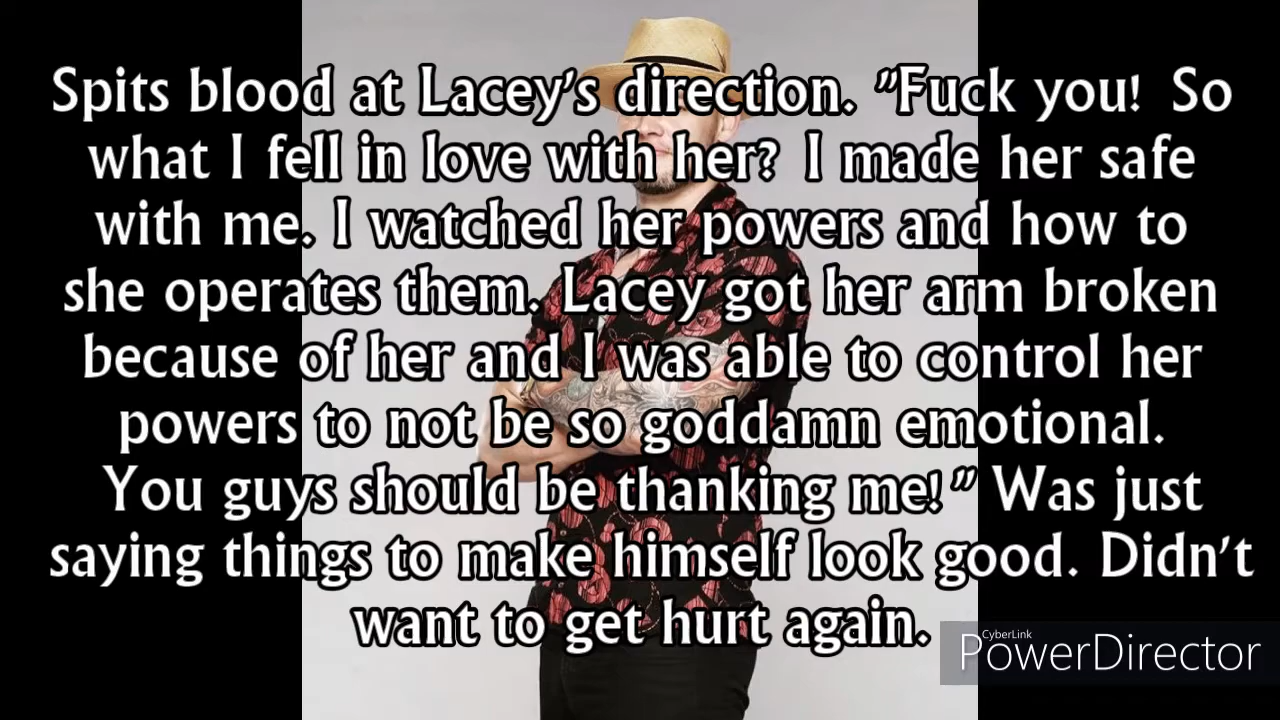 Spits blood at Lacey's direction. "Fuck you! So
what I fell in love with her? I made her safe
with me. I watched her powers and how to
she operates them. Lacey got her arm broken
because of her and I was able to control her
powers to not be so goddamn emotional.
You guys should be thanking me!" Was just
saying things to make himself look good. Didn't
want to get hurt again.
CyberLink
PowerDirector